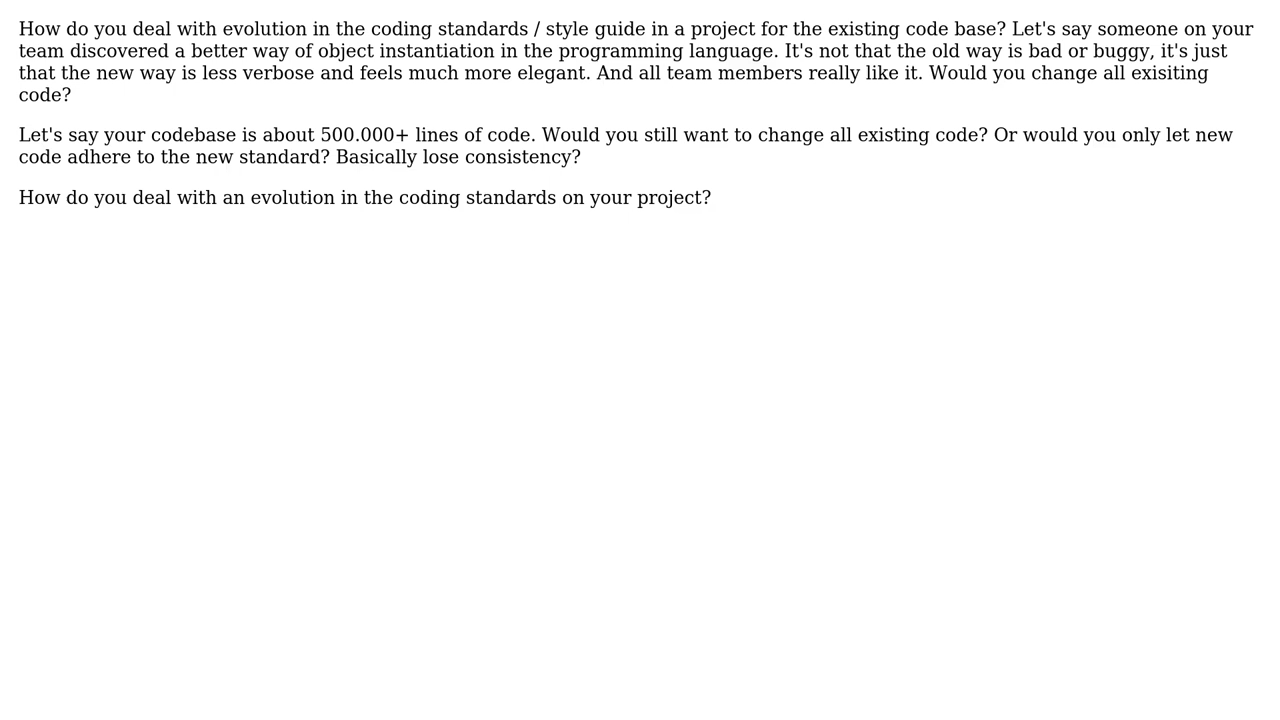 How do you deal with evolution in the coding standards / style guide in a project for the existing code base? Let's say someone on your
team discovered a better way of object instantiation in the programming language. It's not that the old way is bad or buggy, it's just
that the new way is less verbose and feels much more elegant. And all team members really like it. Would you change all exisiting
code?
Let's say your codebase is about 500.000+ lines of code. Would you still want to change all existing code? Or would you only let new
code adhere to the new standard? Basically lose consistency?
How do you deal with an evolution in the coding standards on your project?